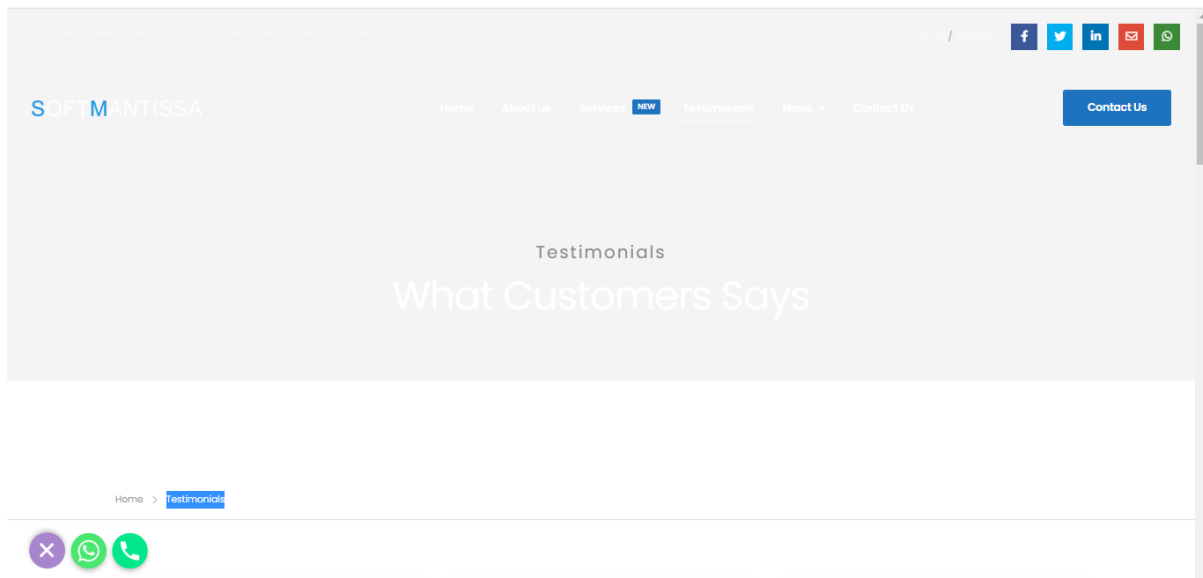 /
SOFTMANTISSA
Home About us Services NEW Testimonials News Contact Us
Contact Us
Testimonials
What Customers Says
Home > Testimonials